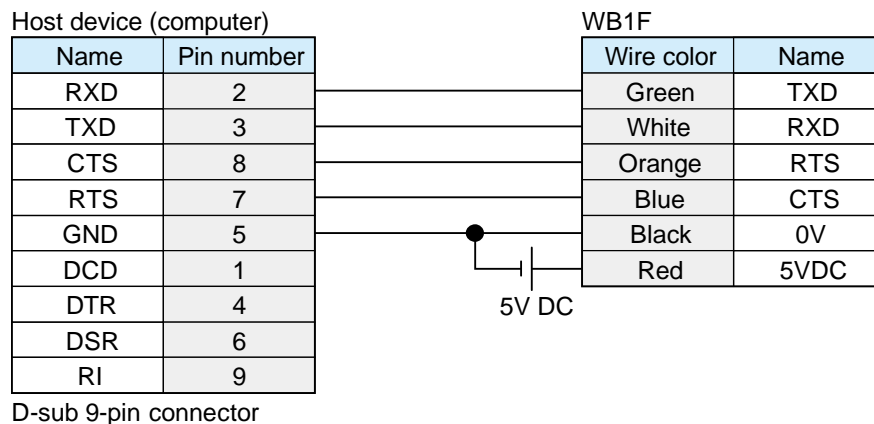 Host device (computer) WB1F
Name Pin number Wire color Name
RXD 2 Green TXD
TXD 3 White RXD
CTS 8 Orange RTS
RTS 7 Blue CTS
GND 5 Black 0V
DCD 1 Red 5VDC
DTR 4 5V DC
DSR 6
RI 9
D-sub 9-pin connector